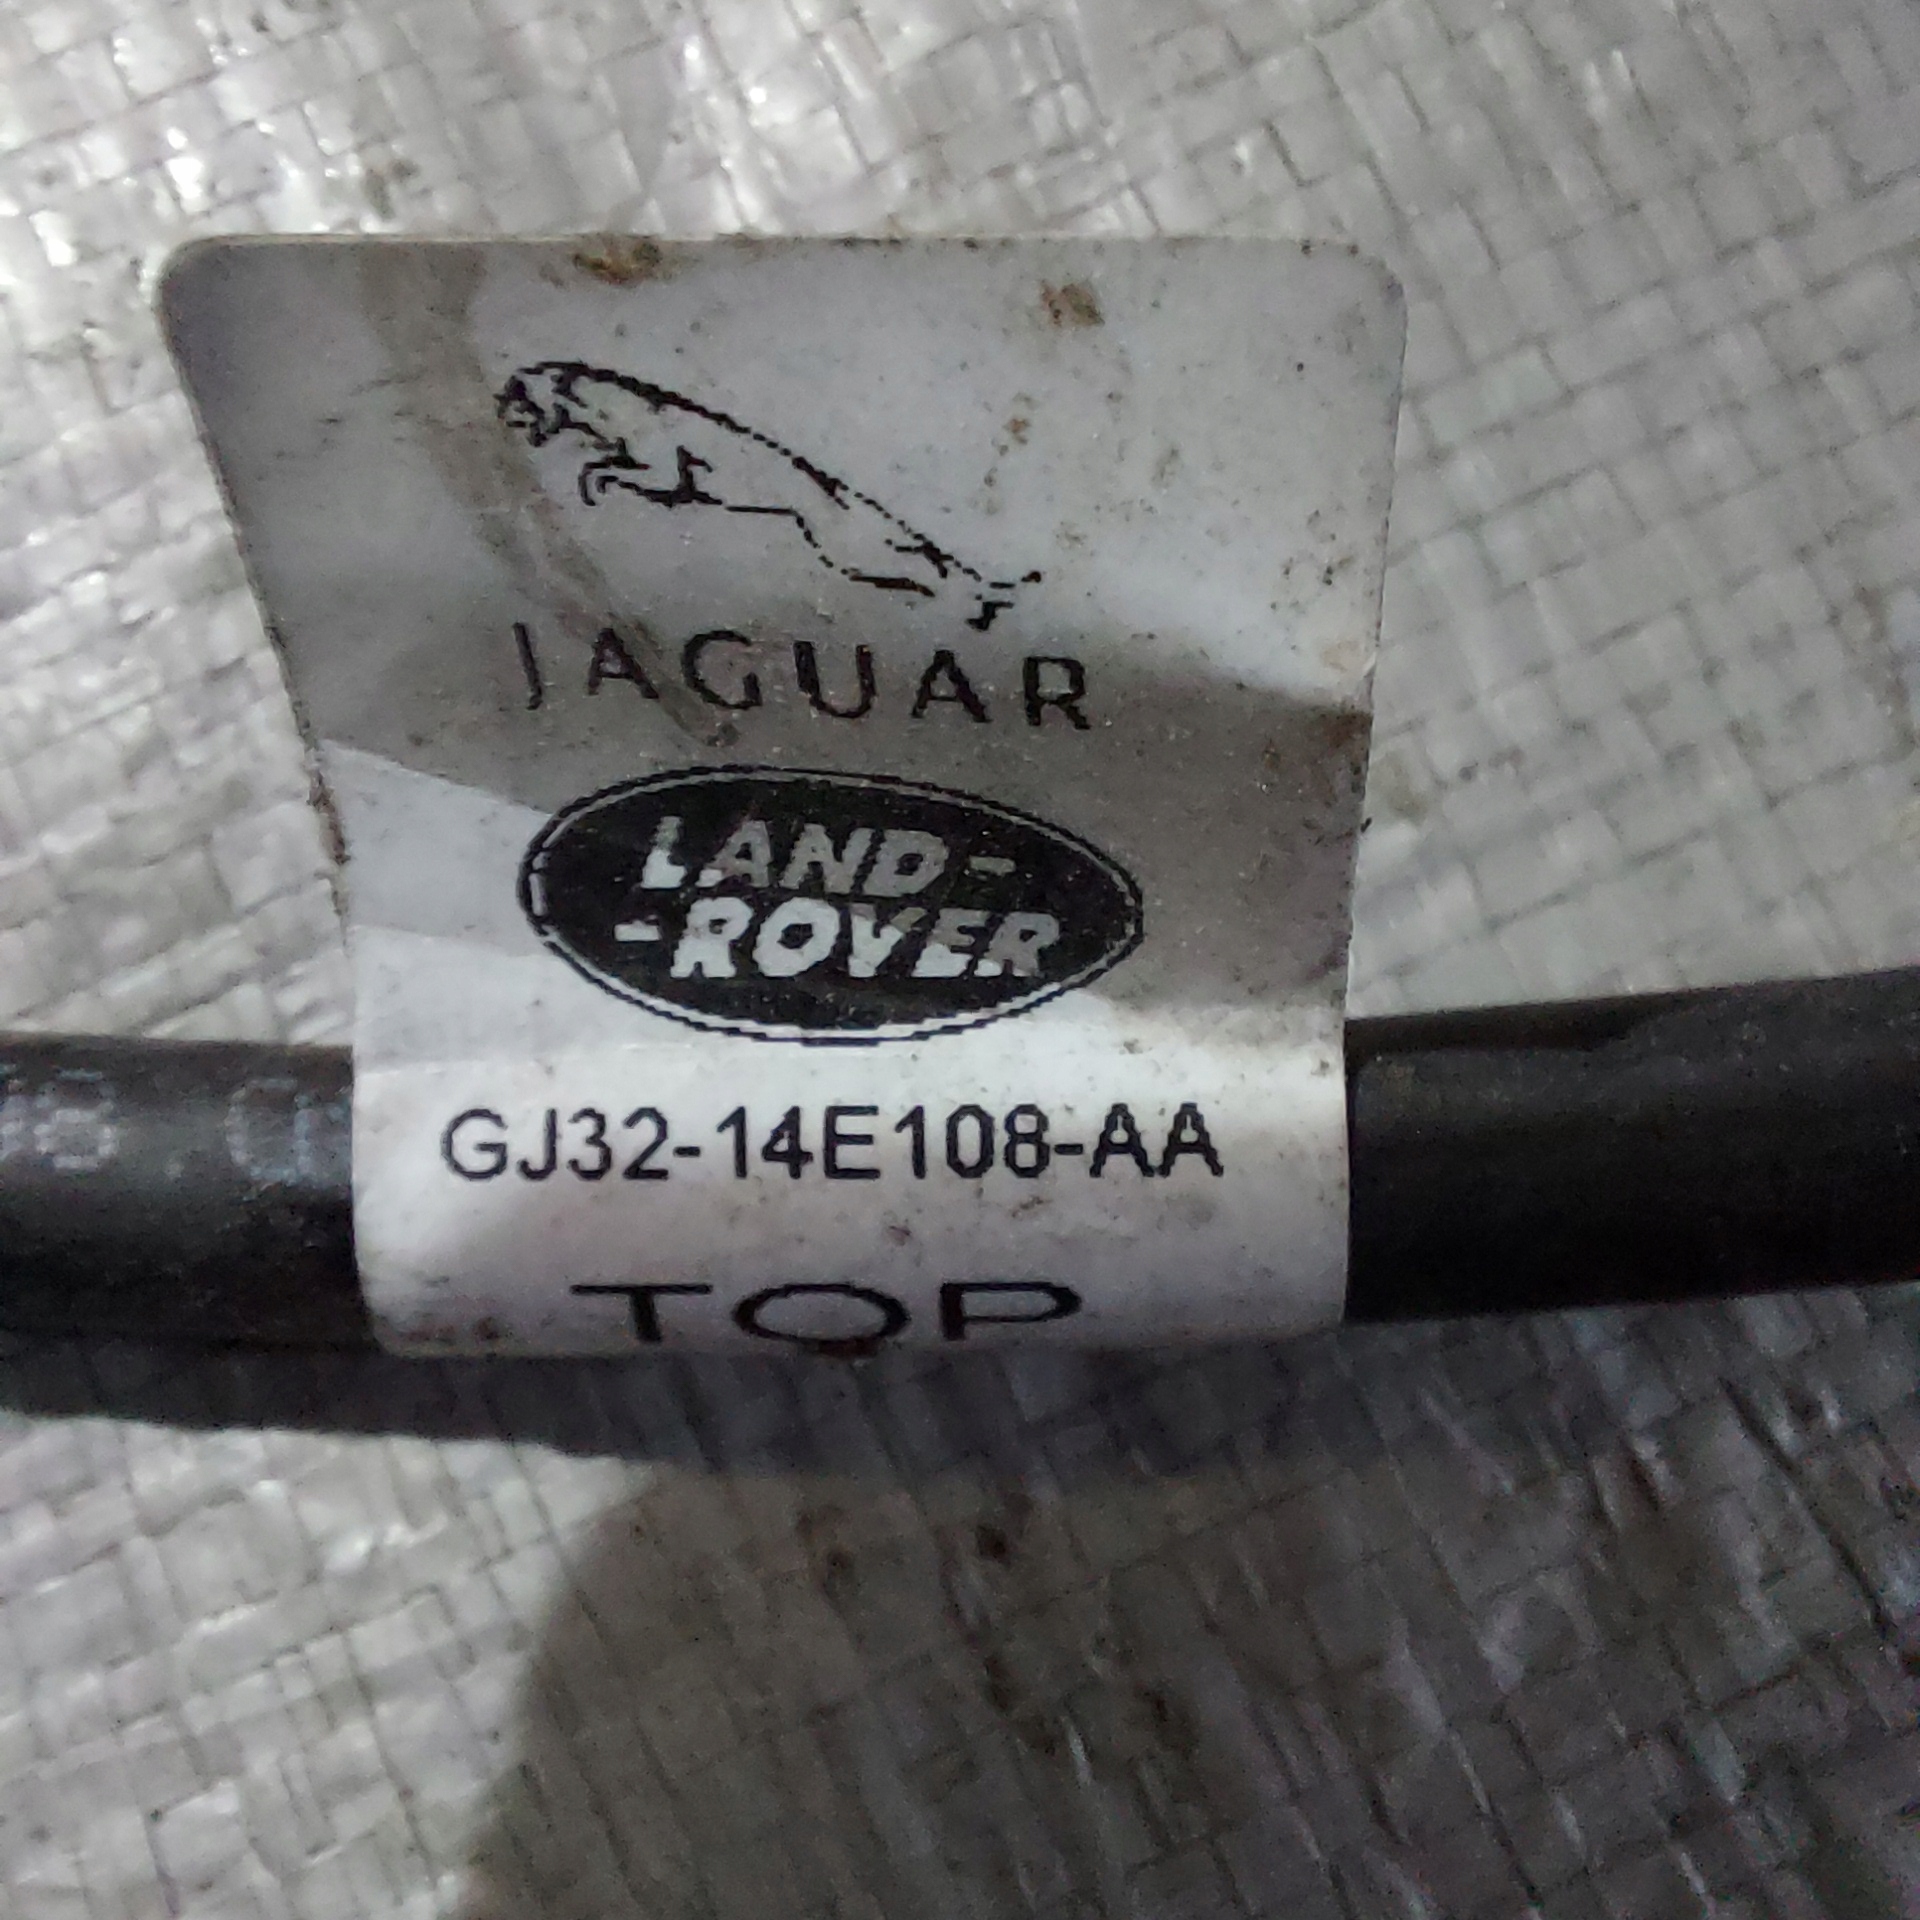 JAGUAR
LAND-
-ROVER
GJ32-14E108-AA
TOP